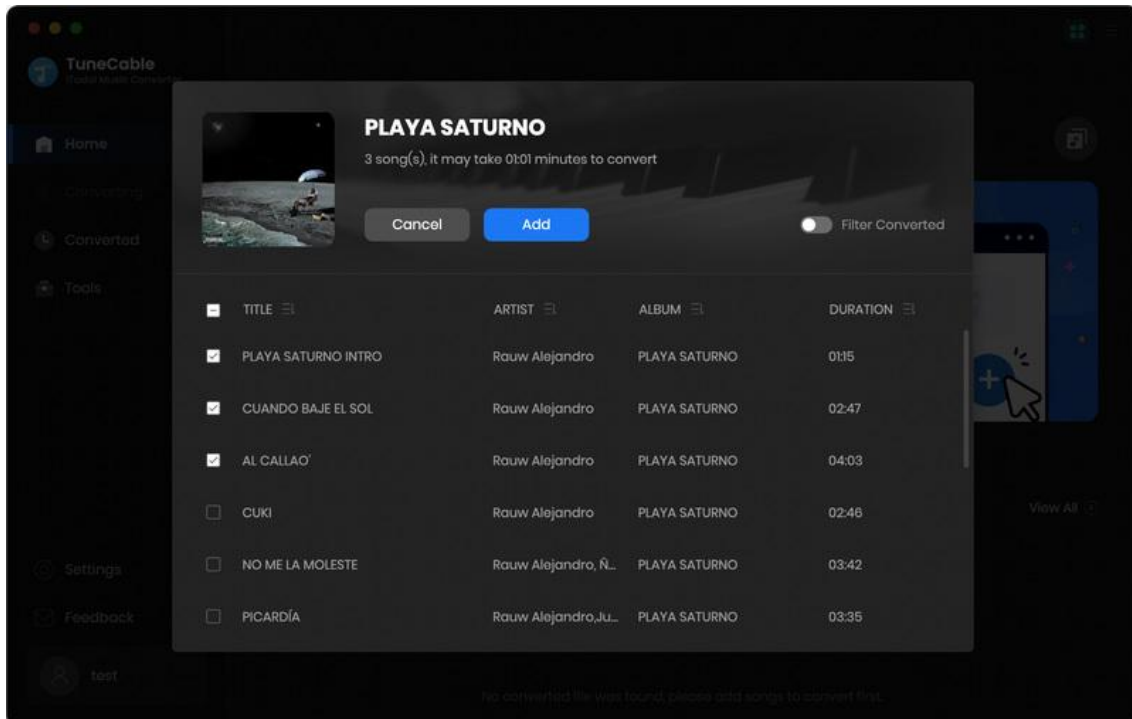 TuneCable
Home
PLAYA SATURNO
3 song(s), it may take 01:01 minutes to convert
Converting
Cancel
Add
Filter Converted
Converted
Tools
TITLE ARTIST ALBUM DURATION
PLAYA SATURNO INTRO Rauw Alejandro PLAYA SATURNO 01:15
CUANDO BAJE EL SOL Rauw Alejandro PLAYA SATURNO 02:47
AL CALLAO' Rauw Alejandro PLAYA SATURNO 04:03
CUKI Rauw Alejandro PLAYA SATURNO 02:46
View All
NO ME LA MOLESTE Rauw Alejandro, Ñ... PLAYA SATURNO 03:42
Settings
PICARDÍA Rauw Alejandro,Ju... PLAYA SATURNO 03:35
Feedback
test
No converted file was found, please add songs to convert first.